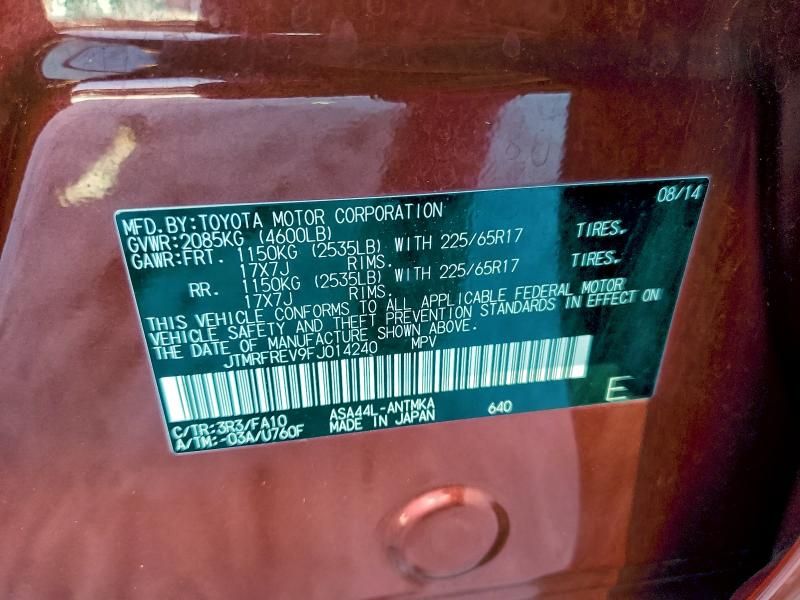 08/14
MFD.BY:TOYOTA MOTOR CORPORATION
GVWR:2085KG (4600LB)
GAWR:FRT. 1150KG (2535LB) WITH 225/65R17 TIRES.
17X7J RIMS.
RR. 1150KG (2535LB) WITH 225/65R17 TIRES.
17X7J RIMS.
THIS VEHICLE CONFORMS TO ALL APPLICABLE FEDERAL MOTOR
VEHICLE SAFETY AND THEFT PREVENTION STANDARDS IN EFFECT ON
THE DATE OF MANUFACTURE SHOWN ABOVE.
JTMRFREV9FJ014240 MPV
C/TR:3R3/FA10 ASA44L-ANTMKA 640 E
A/TM:-03A/U760F MADE IN JAPAN